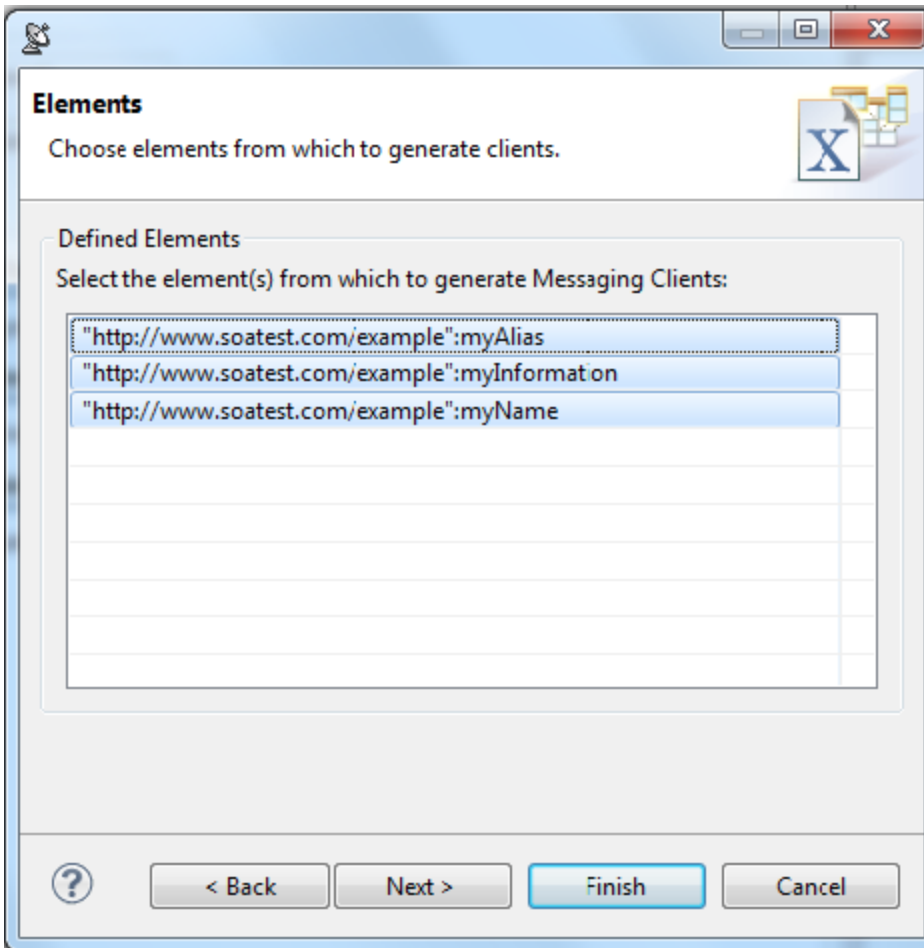 Elements
Choose elements from which to generate clients.
X
Defined Elements
Select the element(s) from which to generate Messaging Clients:
"http://www.soatest.com/example":myAlias
"http://www.soatest.com/example":myInformation
"http://www.soatest.com/example":myName
?
< Back
Next >
Finish
Cancel